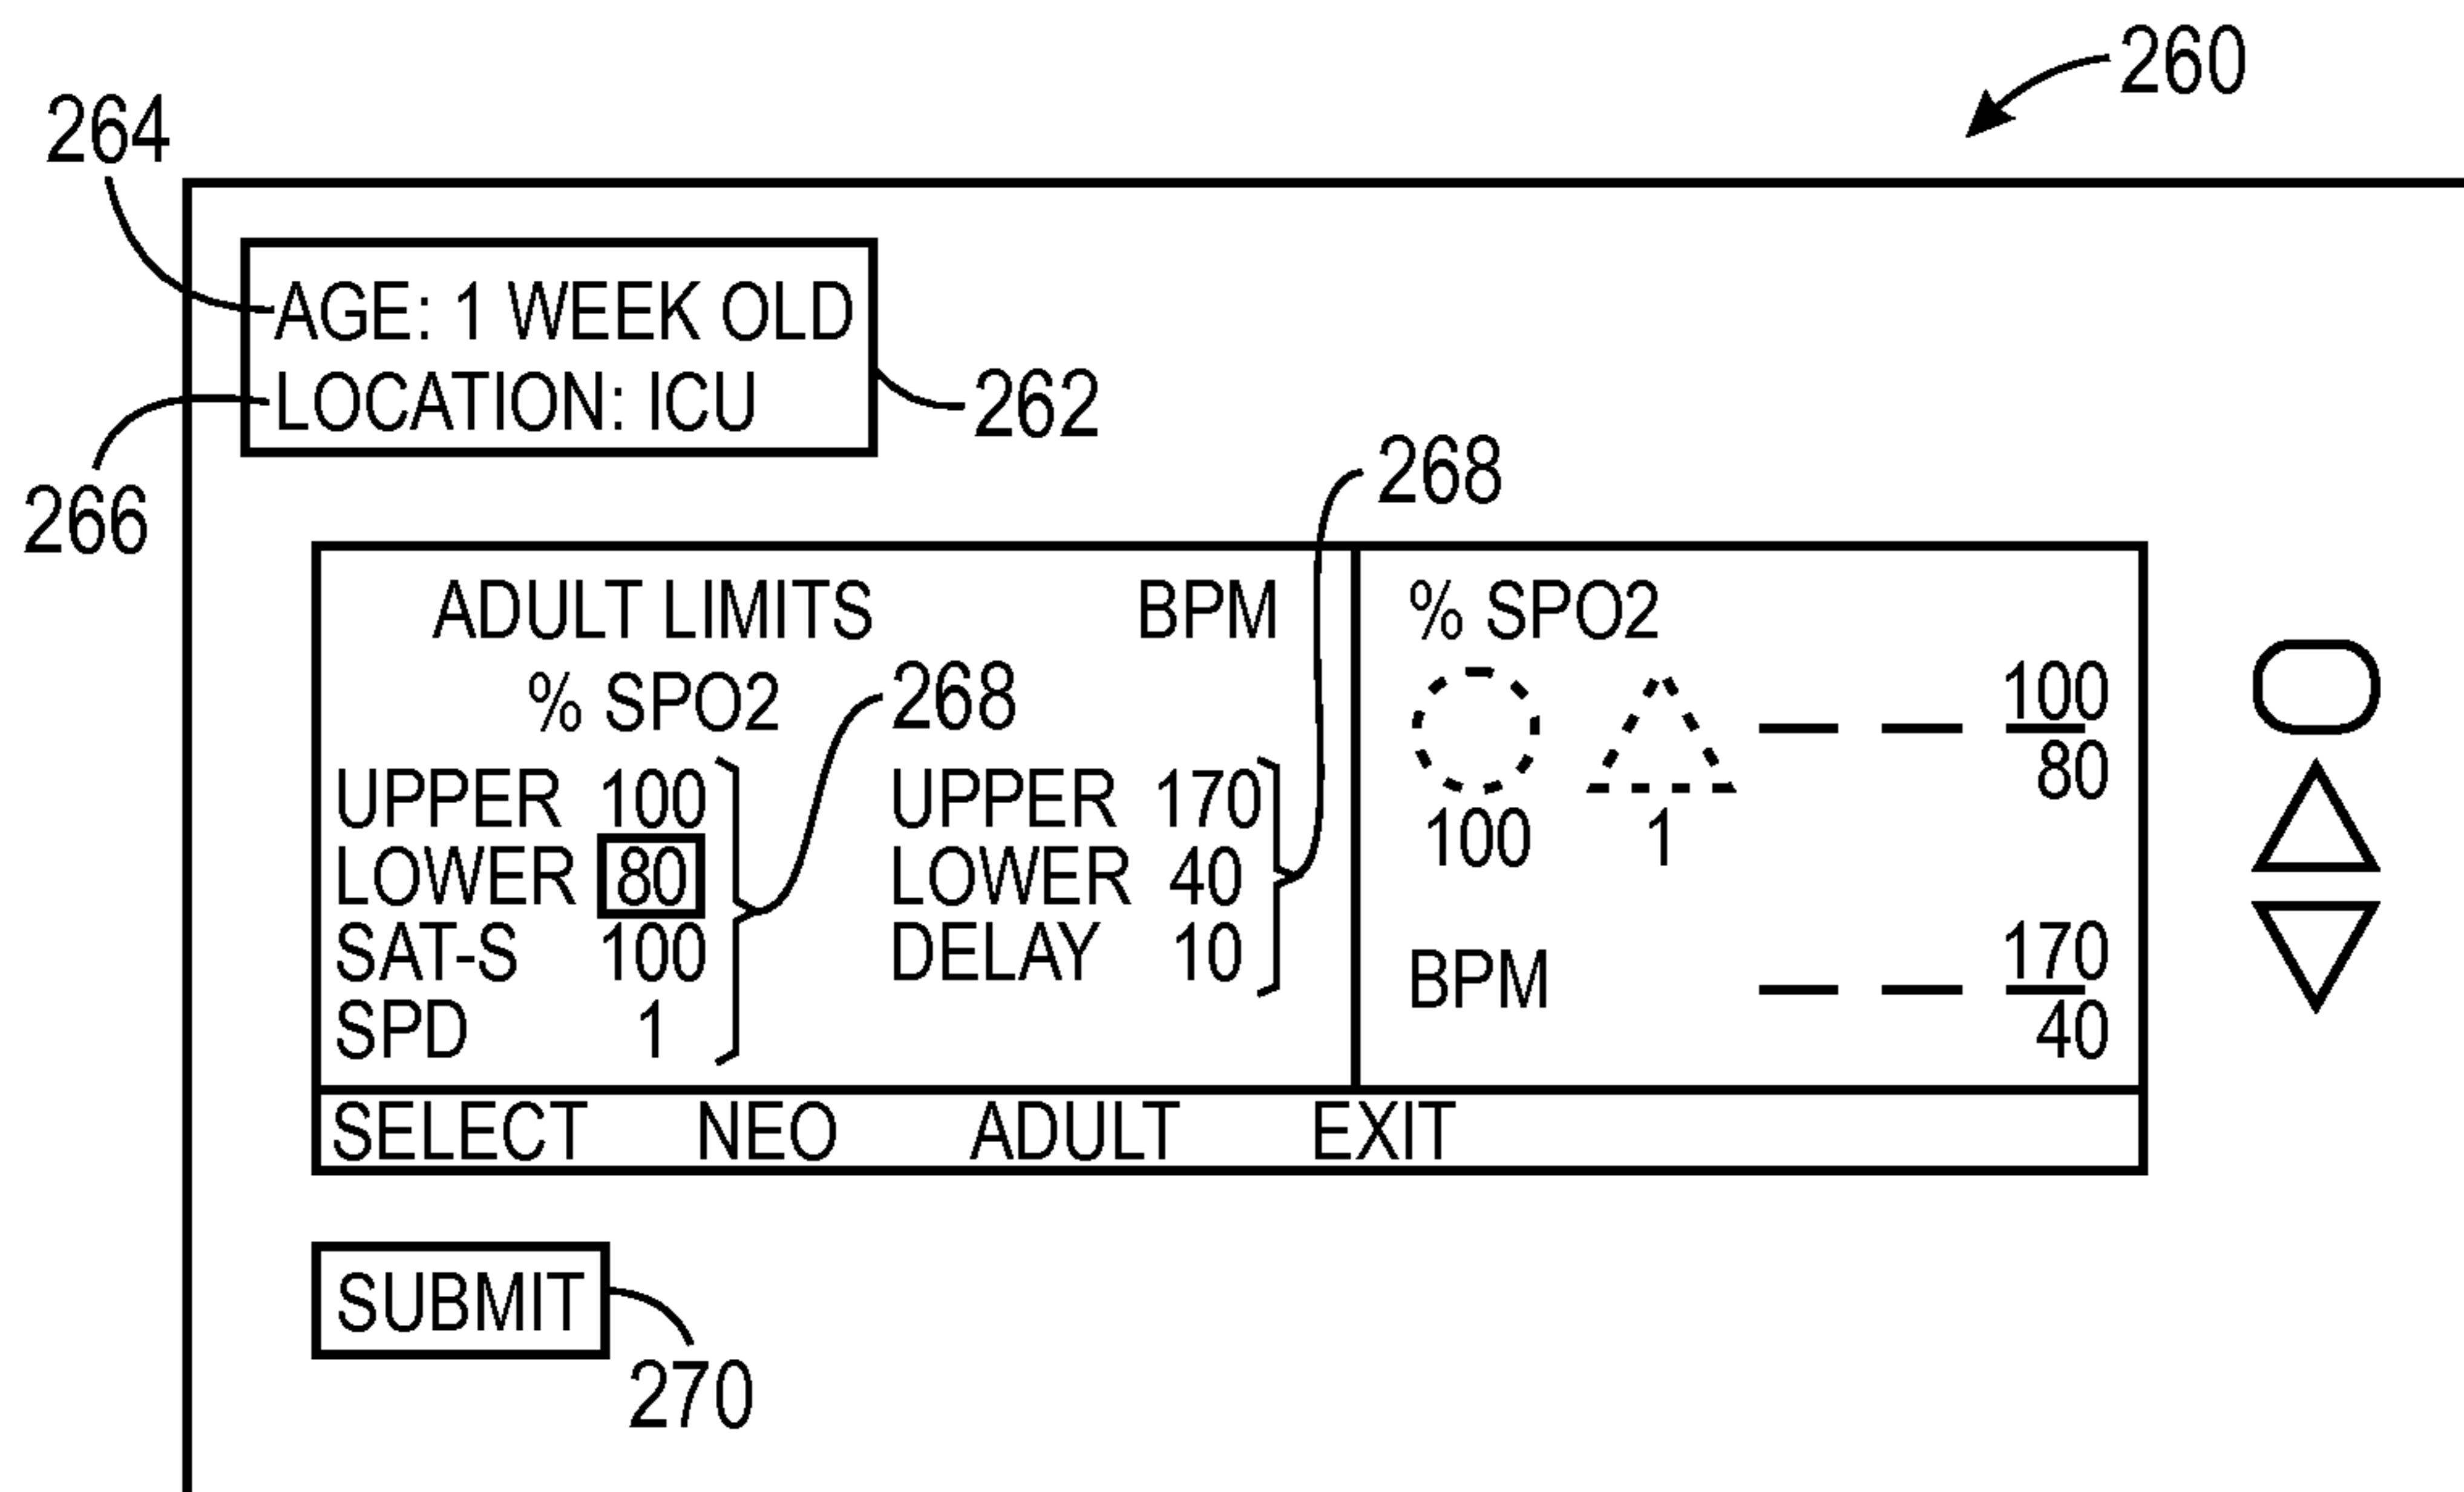 260
264
AGE: 1 WEEK OLD
LOCATION: ICU
262
266
268
ADULT LIMITS BPM
% SPO2
268
UPPER 100 UPPER 170
LOWER 80 LOWER 40
SAT-S 100 DELAY 10
SPD 1
% SPO2
100
80
100 1
BPM
170
40
SELECT NEO ADULT EXIT
SUBMIT
270